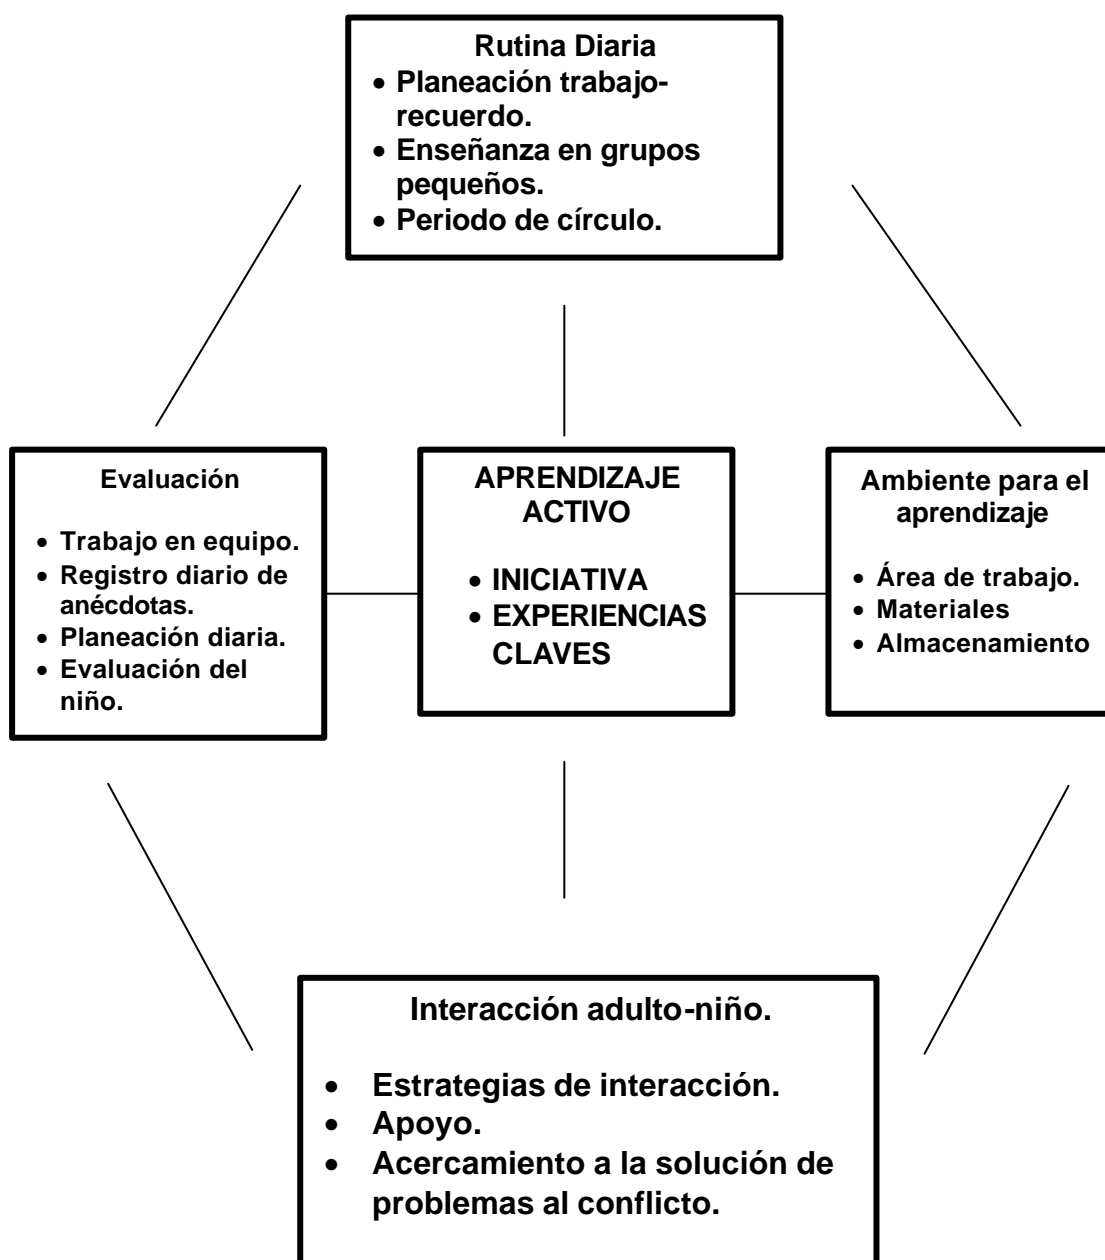 Rutina Diaria
• Planeación trabajo-
recuerdo.
• Enseñanza en grupos
pequeños.
• Periodo de círculo.
Evaluación
• Trabajo en equipo.
• Registro diario de
anécdotas.
• Planeación diaria.
• Evaluación del
niño.
APRENDIZAJE
ACTIVO
• INICIATIVA
• EXPERIENCIAS
CLAVES
Ambiente para el
aprendizaje
• Área de trabajo.
• Materiales
• Almacenamiento
Interacción adulto-niño.
• Estrategias de interacción.
• Apoyo.
• Acercamiento a la solución de
problemas al conflicto.